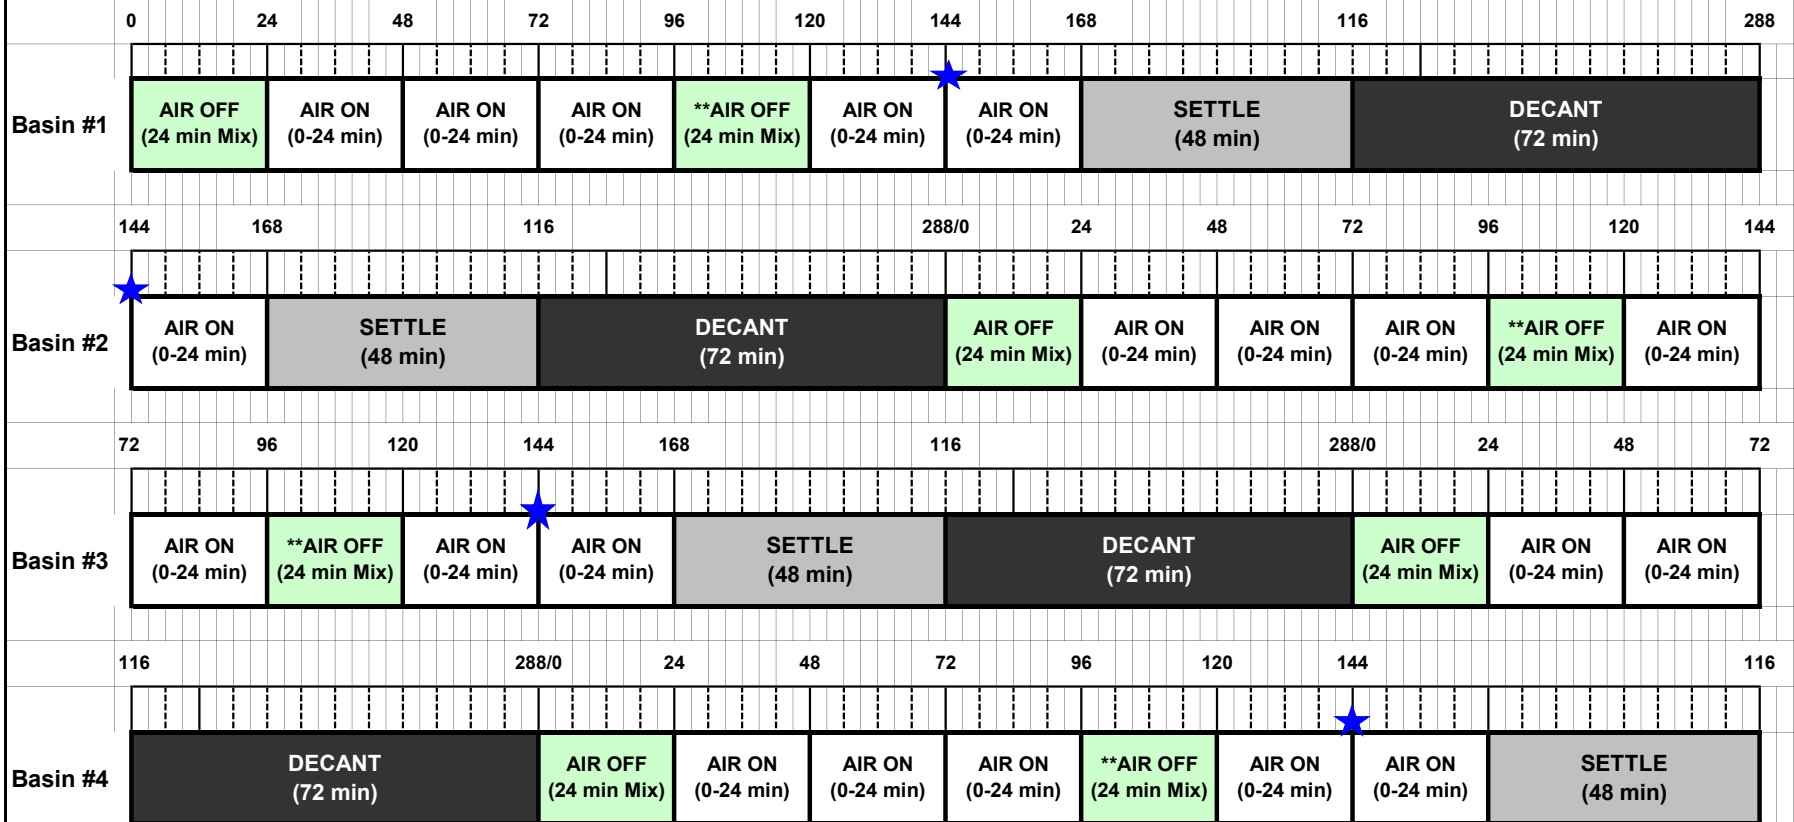 0 24 48 72 96 120 144 168 116 288
Basin #1
AIR OFF AIR ON AIR ON AIR ON **AIR OFF AIR ON AIR ON SETTLE DECANT
(24 min Mix) (0-24 min) (0-24 min) (0-24 min) (24 min Mix) (0-24 min) (0-24 min) (48 min) (72 min)
144 168 116 288/0 24 48 72 96 120 144
Basin #2
AIR ON SETTLE DECANT AIR OFF AIR ON AIR ON AIR ON **AIR OFF AIR ON
(0-24 min) (48 min) (72 min) (24 min Mix) (0-24 min) (0-24 min) (0-24 min) (24 min Mix) (0-24 min)
72 96 120 144 168 116 288/0 24 48 72
Basin #3
AIR ON **AIR OFF AIR ON AIR ON SETTLE DECANT AIR OFF AIR ON AIR ON
(0-24 min) (24 min Mix) (0-24 min) (0-24 min) (48 min) (72 min) (24 min Mix) (0-24 min) (0-24 min)
116 288/0 24 48 72 96 120 144 116
Basin #4
DECANT AIR OFF AIR ON AIR ON AIR ON **AIR OFF AIR ON AIR ON SETTLE
(72 min) (24 min Mix) (0-24 min) (0-24 min) (0-24 min) (24 min Mix) (0-24 min) (0-24 min) (48 min)